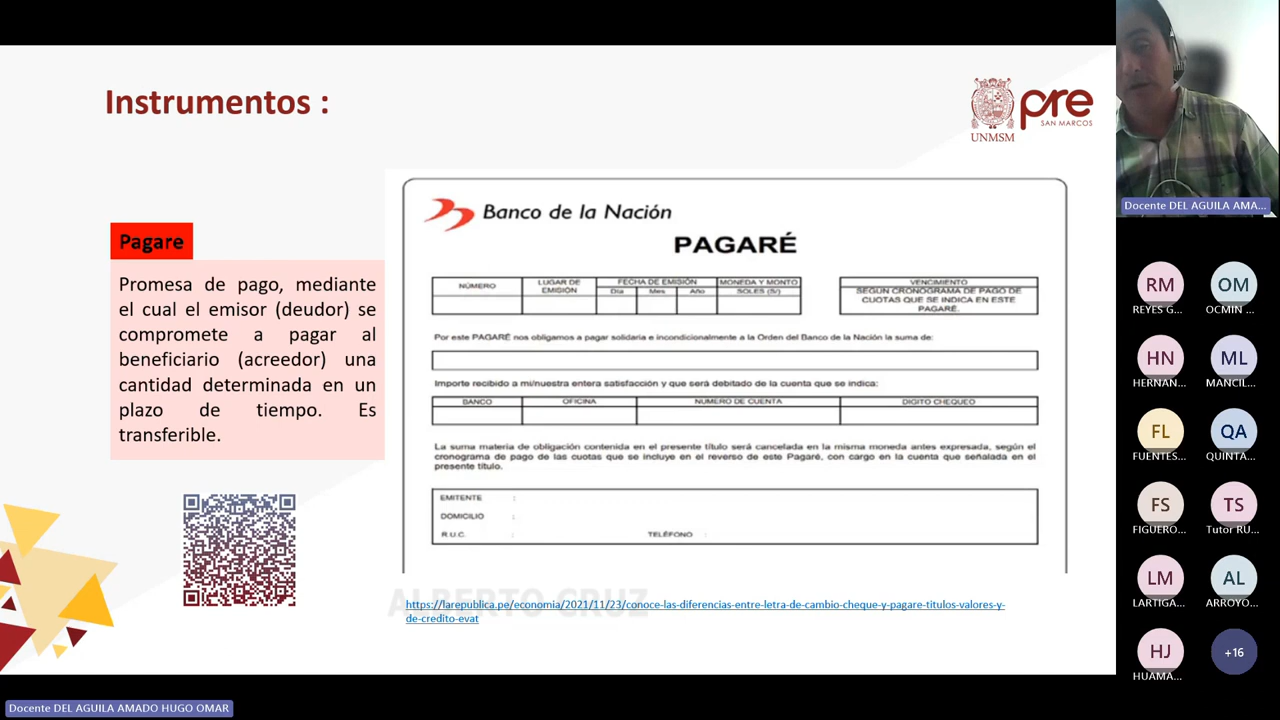 Instrumentos :
UNMSM
pre
SAN MARCOS
Pagare
Promesa de pago, mediante
el cual el emisor (deudor) se
compromete a pagar al
beneficiario (acreedor) una
cantidad determinada en un
plazo de tiempo. Es
transferible.
Banco de la Nación
PAGARÉ
NÚMERO
LUGAR DE
EMISIÓN
FECHA DE EMISIÓN
Día Mes Año
MONEDA Y MONTO
SOLES (S/)
VENCIMIENTO
SEGÚN CRONOGRAMA DE PAGO DE
CUOTAS QUE SE INDICA EN ESTE
PAGARÉ.
Por este PAGARÉ nos obligamos a pagar solidaria e incondicionalmente a la Orden del Banco de la Nación la suma de:
Importe recibido a mi/nuestra entera satisfacción y que será debitado de la cuenta que se indica:
BANCO OFICINA NUMERO DE CUENTA DIGITO CHEQUEO
La suma materia de obligación contenida en el presente título será cancelada en la misma moneda antes expresada, según el
cronograma de pago de las cuotas que se incluye en el reverso de este Pagaré, con cargo en la cuenta que señalada en el
presente título.
EMITENTE :
DOMICILIO :
R.U.C. : TELÉFONO :
ALBERTO CRUZ
https://larepublica.pe/economia/2021/11/23/conoce-las-diferencias-entre-letra-de-cambio-cheque-y-pagare-titulos-valores-y-
de-credito-evat
Docente DEL AGUILA AMA...
RM
REYES G...
OM
OCMIN ...
HN
HERNAN...
ML
MANCIL...
FL
FUENTES...
QA
QUINTA...
FS
FIGUERO...
TS
Tutor RU...
LM
LARTIGA...
AL
ARROYO...
HJ
HUAMA...
+16
Docente DEL AGUILA AMADO HUGO OMAR